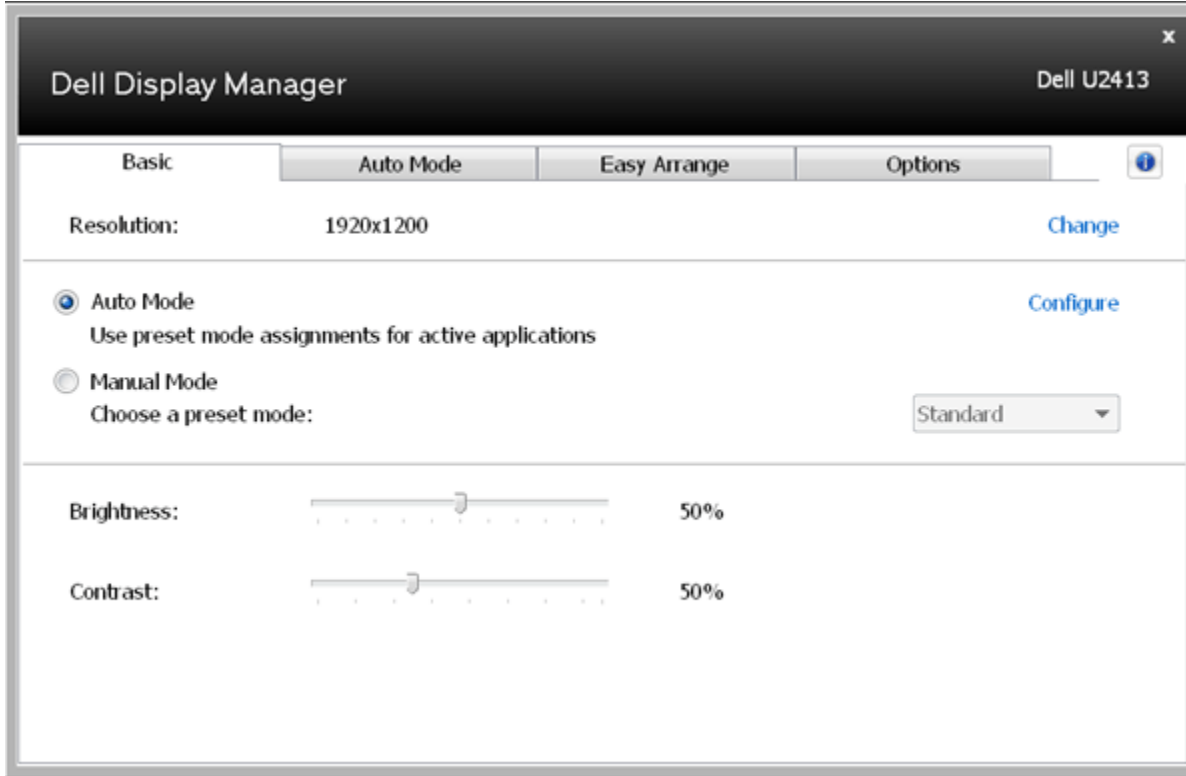 x
Dell Display Manager
Dell U2413
Basic
Auto Mode
Easy Arrange
Options
i
Resolution:
1920x1200
Change
Auto Mode
Configure
Use preset mode assignments for active applications
Manual Mode
Choose a preset mode:
Standard
Brightness:
50%
Contrast:
50%